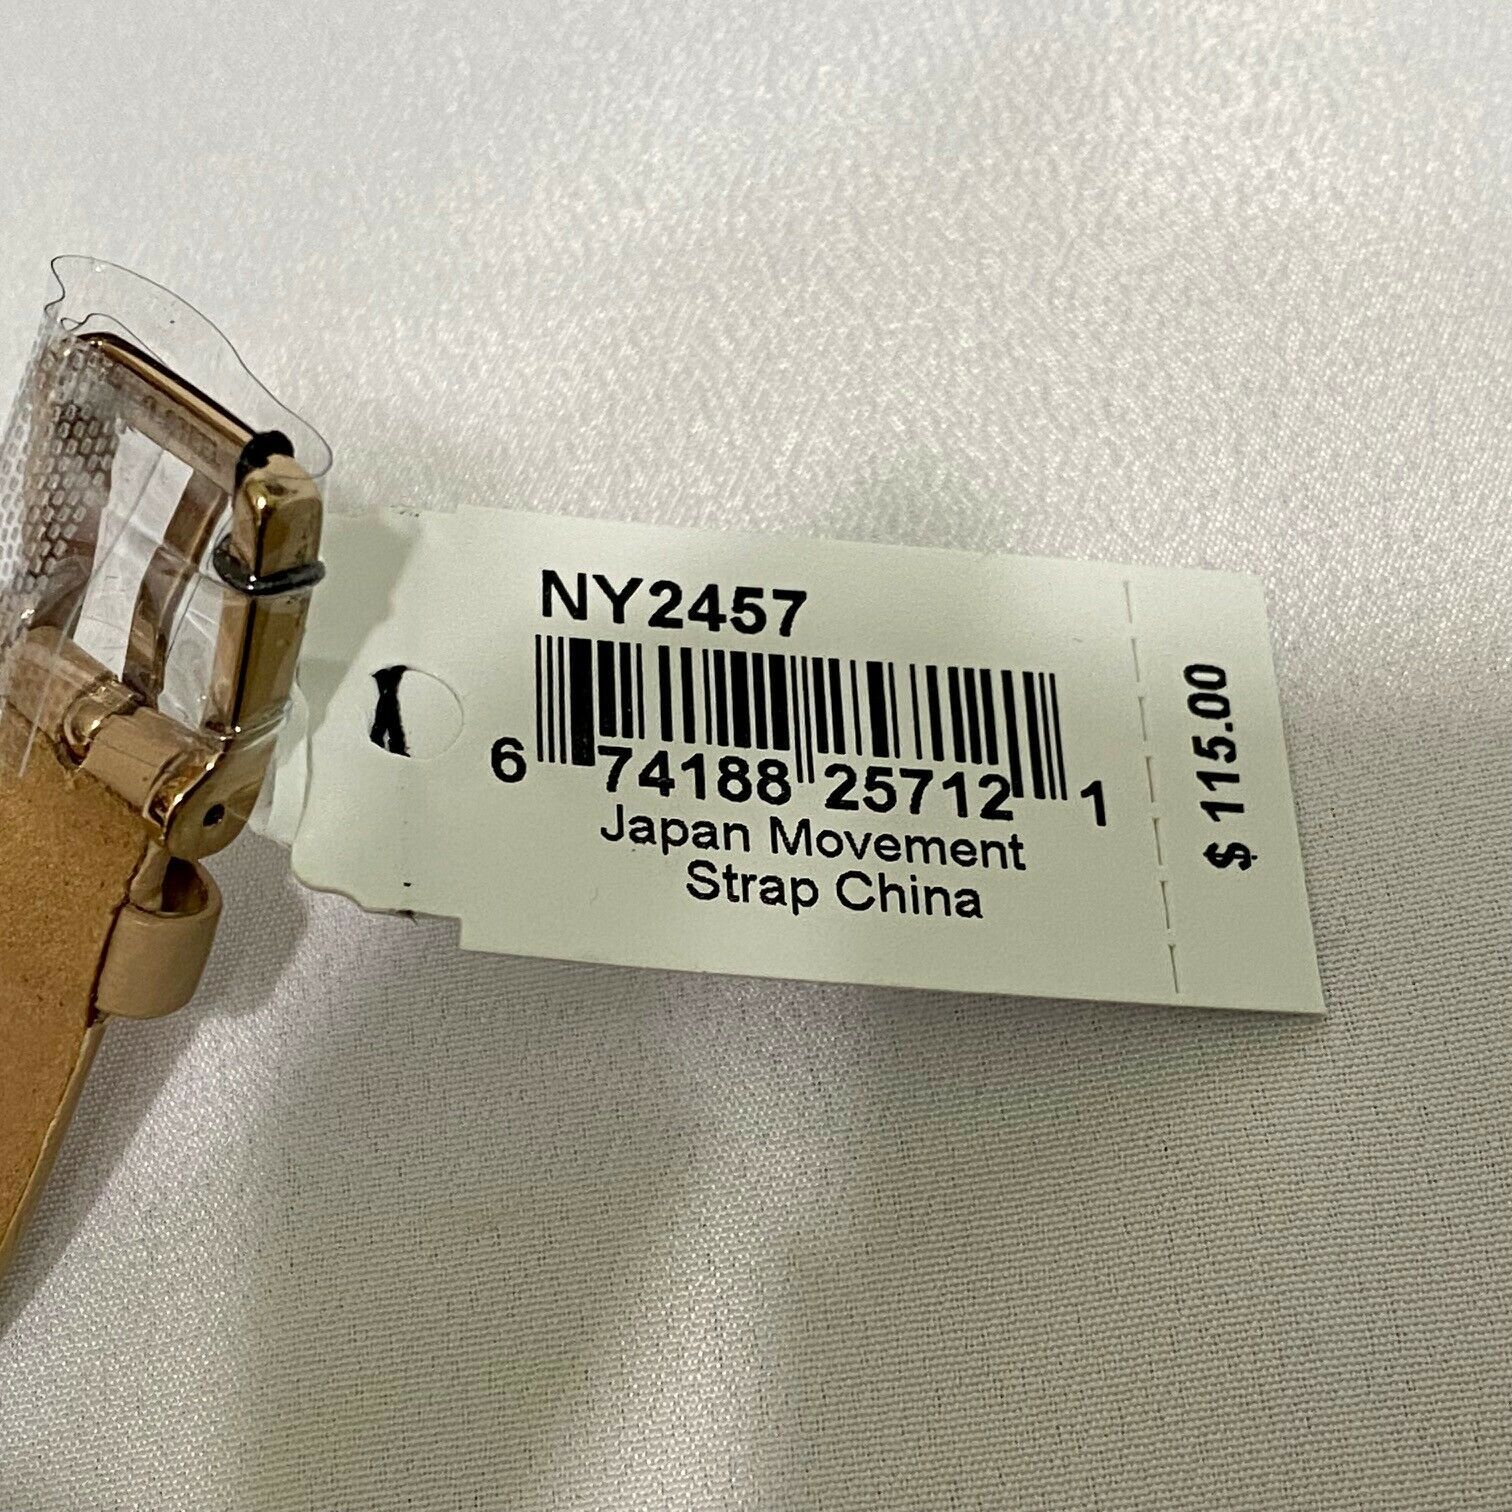 NY2457
6 74188 25712 1
Japan Movement
Strap China
$ 115.00